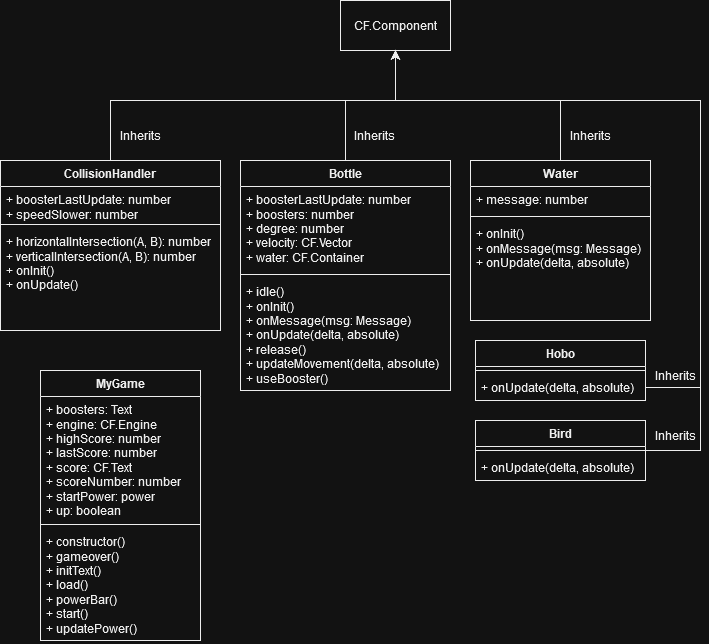 CF.Component
Inherits
Inherits
Inherits
CollisionHandler
+ boosterLastUpdate: number
+ speedSlower: number
+ horizontalIntersection(A, B): number
+ verticalIntersection(A, B): number
+ onInit()
+ onUpdate()
Bottle
+ boosterLastUpdate: number
+ boosters: number
+ degree: number
+ velocity: CF.Vector
+ water: CF.Container
+ idle()
+ onInit()
+ onMessage(msg: Message)
+ onUpdate(delta, absolute)
+ release()
+ updateMovement(delta, absolute)
+ useBooster()
Water
+ message: number
+ onInit()
+ onMessage(msg: Message)
+ onUpdate(delta, absolute)
Hobo
+ onUpdate(delta, absolute)
Inherits
Bird
+ onUpdate(delta, absolute)
Inherits
MyGame
+ boosters: Text
+ engine: CF.Engine
+ highScore: number
+ lastScore: number
+ score: CF.Text
+ scoreNumber: number
+ startPower: power
+ up: boolean
+ constructor()
+ gameover()
+ initText()
+ load()
+ powerBar()
+ start()
+ updatePower()